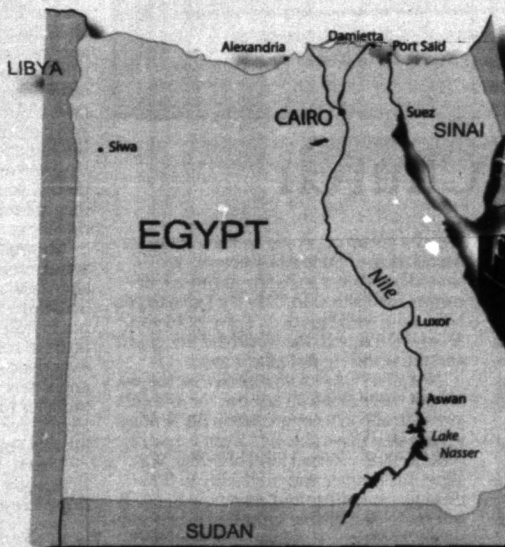 Damietta
Alexandria
Port Said
LIBYA
CAIRO
Suez
SINAI
Siwa
EGYPT
Nile
Luxor
Aswan
Lake
Nasser
SUDAN